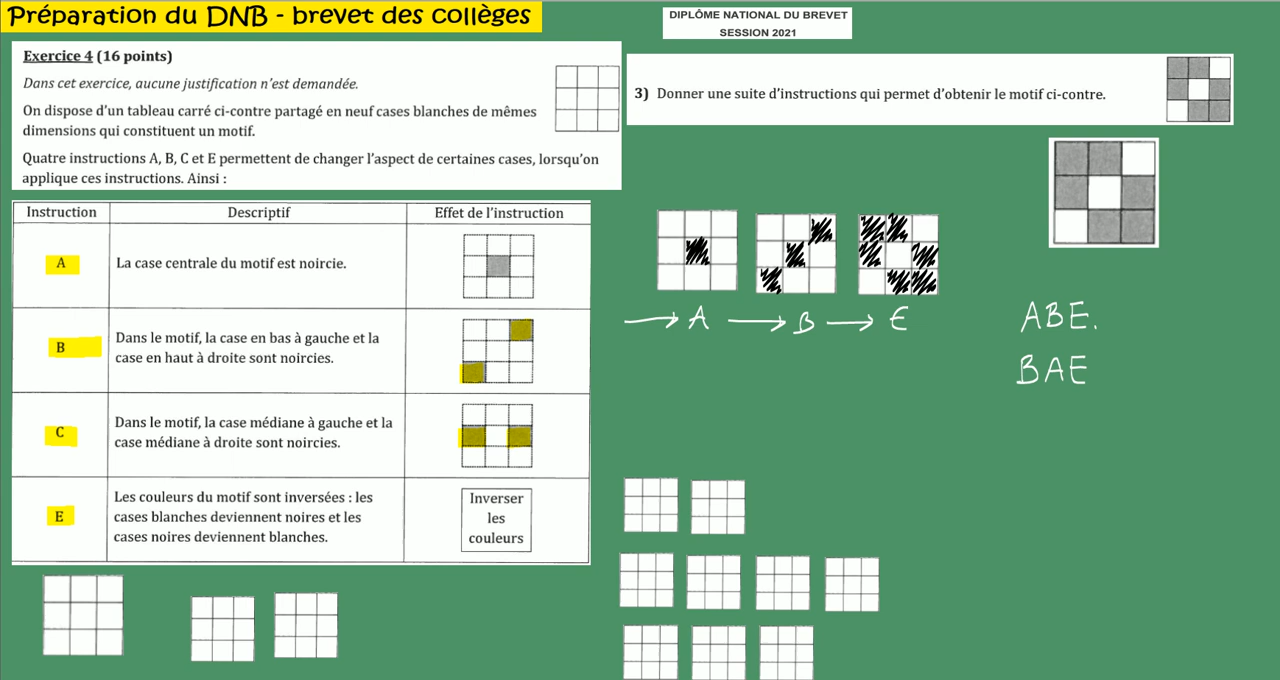 Préparation du DNB - brevet des collèges
DIPLÔME NATIONAL DU BREVET
SESSION 2021
Exercice 4 (16 points)
Dans cet exercice, aucune justification n'est demandée.
On dispose d'un tableau carré ci-contre partagé en neuf cases blanches de mêmes
dimensions qui constituent un motif.
Quatre instructions A, B, C et E permettent de changer l'aspect de certaines cases, lorsqu'on
applique ces instructions. Ainsi :
Instruction Descriptif Effet de l'instruction
A La case centrale du motif est noircie.
B Dans le motif, la case en bas à gauche et la
case en haut à droite sont noircies.
C Dans le motif, la case médiane à gauche et la
case médiane à droite sont noircies.
E Les couleurs du motif sont inversées : les
cases blanches deviennent noires et les
cases noires deviennent blanches.
Inverser
les
couleurs
3) Donner une suite d'instructions qui permet d'obtenir le motif ci-contre.
→ A → B → E
ABE.
BAE